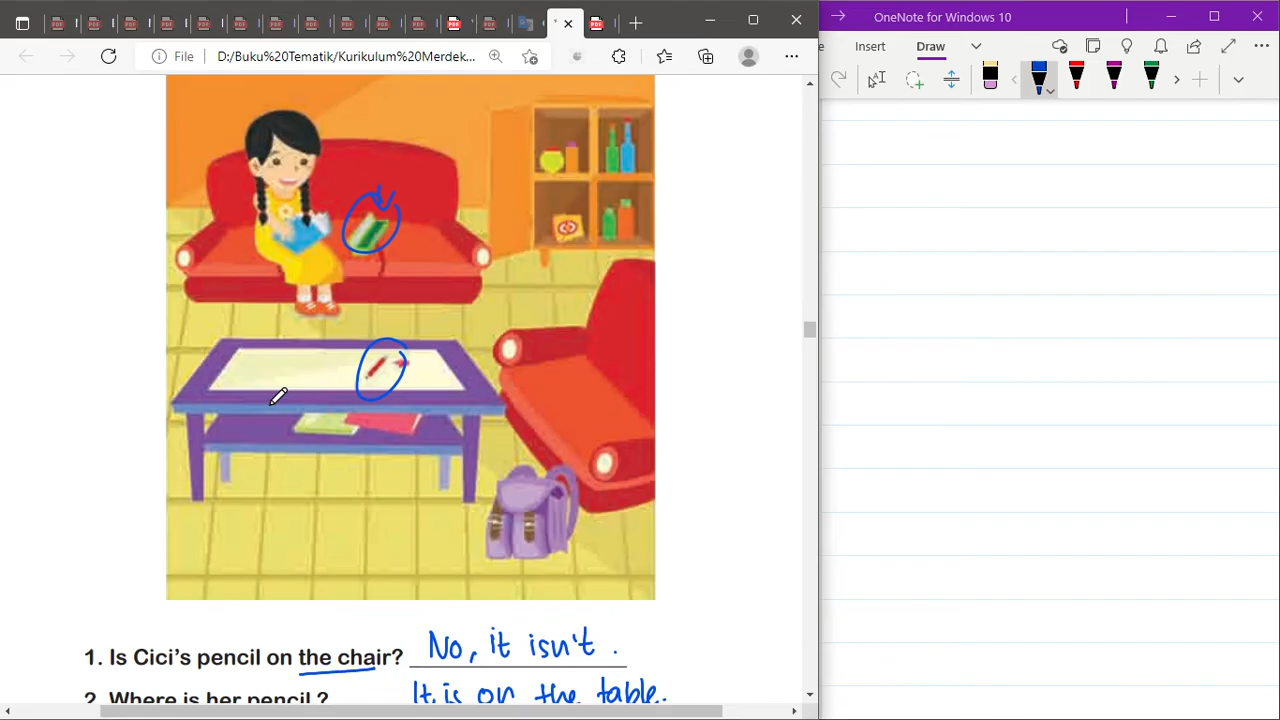 OneNote for Windows 10
File D:/Buku%20Tematik/Kurikulum%20Merdek...
Insert Draw
1. Is Cici's pencil on the chair? No, it isn't.
2. Where is her pencil? It is on the table.